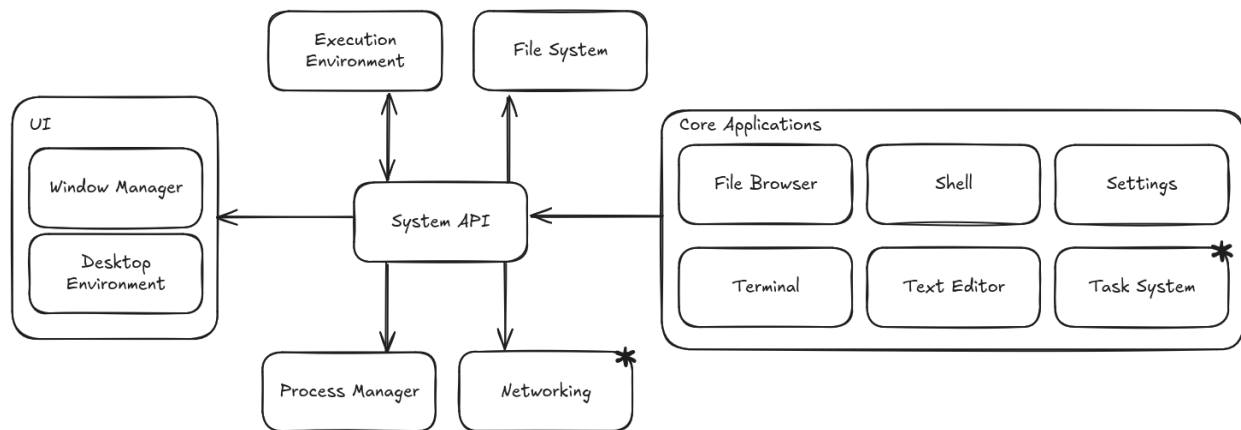 Execution
Environment
File System
UI
Core Applications
Window Manager
File Browser
Shell
Settings
System API
Desktop
Environment
Terminal
Text Editor
Task System
Process Manager
Networking